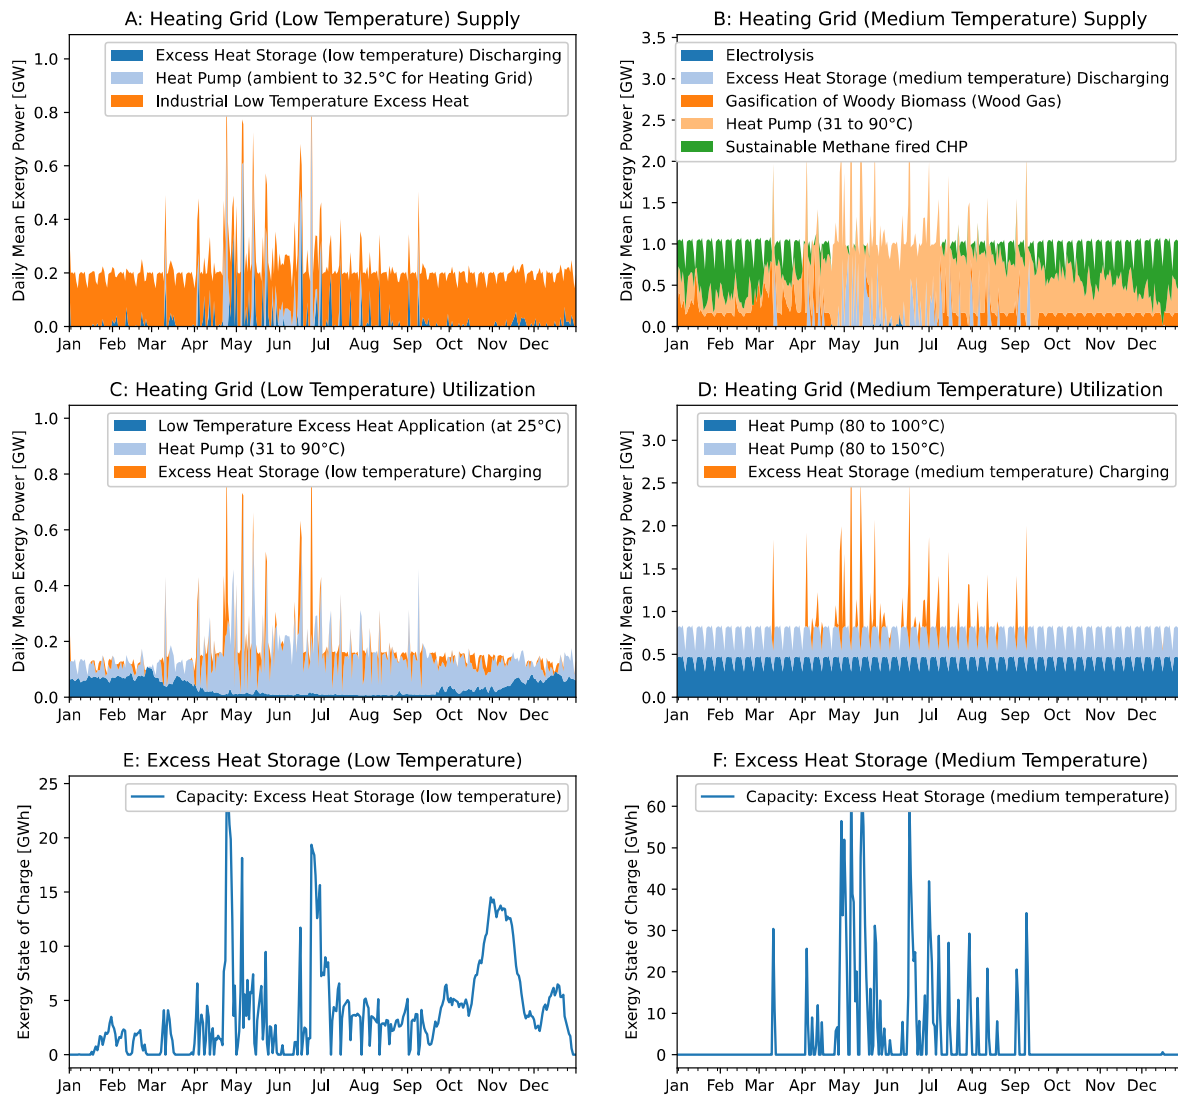 A: Heating Grid (Low Temperature) Supply
Daily Mean Exergy Power [GW]
1.0
0.8
0.6
0.4
0.2
0.0
Excess Heat Storage (low temperature) Discharging
Heat Pump (ambient to 32.5°C for Heating Grid)
Industrial Low Temperature Excess Heat
Jan Feb Mar Apr May Jun Jul Aug Sep Oct Nov Dec
B: Heating Grid (Medium Temperature) Supply
Daily Mean Exergy Power [GW]
3.5
3.0
2.5
2.0
1.5
1.0
0.5
0.0
Electrolysis
Excess Heat Storage (medium temperature) Discharging
Gasification of Woody Biomass (Wood Gas)
Heat Pump (31 to 90°C)
Sustainable Methane fired CHP
Jan Feb Mar Apr May Jun Jul Aug Sep Oct Nov Dec
C: Heating Grid (Low Temperature) Utilization
Daily Mean Exergy Power [GW]
1.0
0.8
0.6
0.4
0.2
0.0
Low Temperature Excess Heat Application (at 25°C)
Heat Pump (31 to 90°C)
Excess Heat Storage (low temperature) Charging
Jan Feb Mar Apr May Jun Jul Aug Sep Oct Nov Dec
D: Heating Grid (Medium Temperature) Utilization
Daily Mean Exergy Power [GW]
3.0
2.5
2.0
1.5
1.0
0.5
0.0
Heat Pump (80 to 100°C)
Heat Pump (80 to 150°C)
Excess Heat Storage (medium temperature) Charging
Jan Feb Mar Apr May Jun Jul Aug Sep Oct Nov Dec
E: Excess Heat Storage (Low Temperature)
Exergy State of Charge [GWh]
25
20
15
10
5
0
Capacity: Excess Heat Storage (low temperature)
Jan Feb Mar Apr May Jun Jul Aug Sep Oct Nov Dec
F: Excess Heat Storage (Medium Temperature)
Exergy State of Charge [GWh]
60
50
40
30
20
10
0
Capacity: Excess Heat Storage (medium temperature)
Jan Feb Mar Apr May Jun Jul Aug Sep Oct Nov Dec